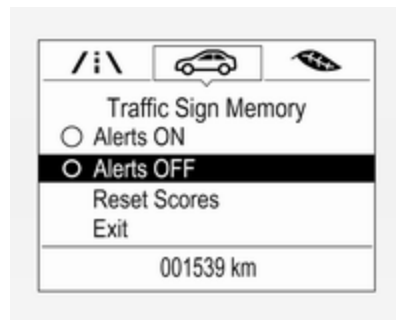 Traffic Sign Memory
Alerts ON
Alerts OFF
Reset Scores
Exit
001539 km